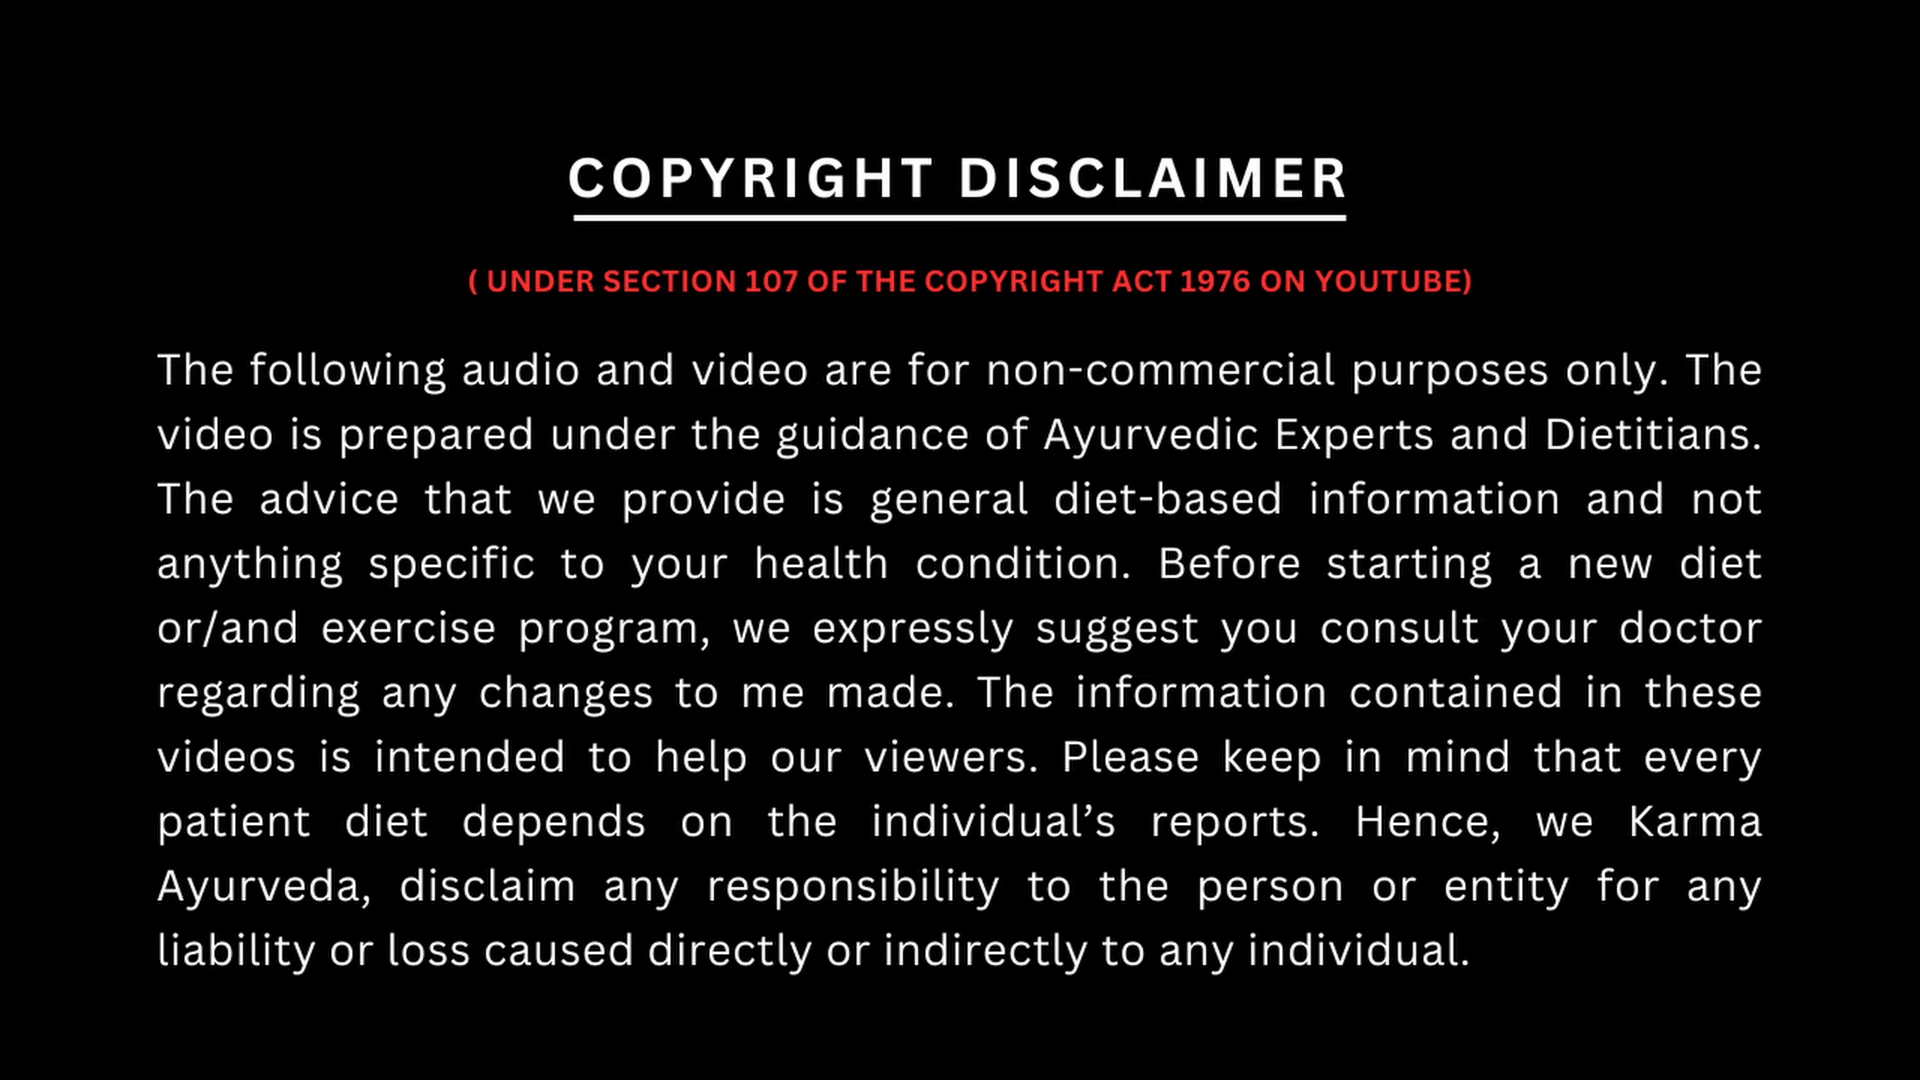 COPYRIGHT DISCLAIMER
( UNDER SECTION 107 OF THE COPYRIGHT ACT 1976 ON YOUTUBE)
The following audio and video are for non-commercial purposes only. The
video is prepared under the guidance of Ayurvedic Experts and Dietitians.
The advice that we provide is general diet-based information and not
anything specific to your health condition. Before starting a new diet
or/and exercise program, we expressly suggest you consult your doctor
regarding any changes to me made. The information contained in these
videos is intended to help our viewers. Please keep in mind that every
patient diet depends on the individual’s reports. Hence, we Karma
Ayurveda, disclaim any responsibility to the person or entity for any
liability or loss caused directly or indirectly to any individual.